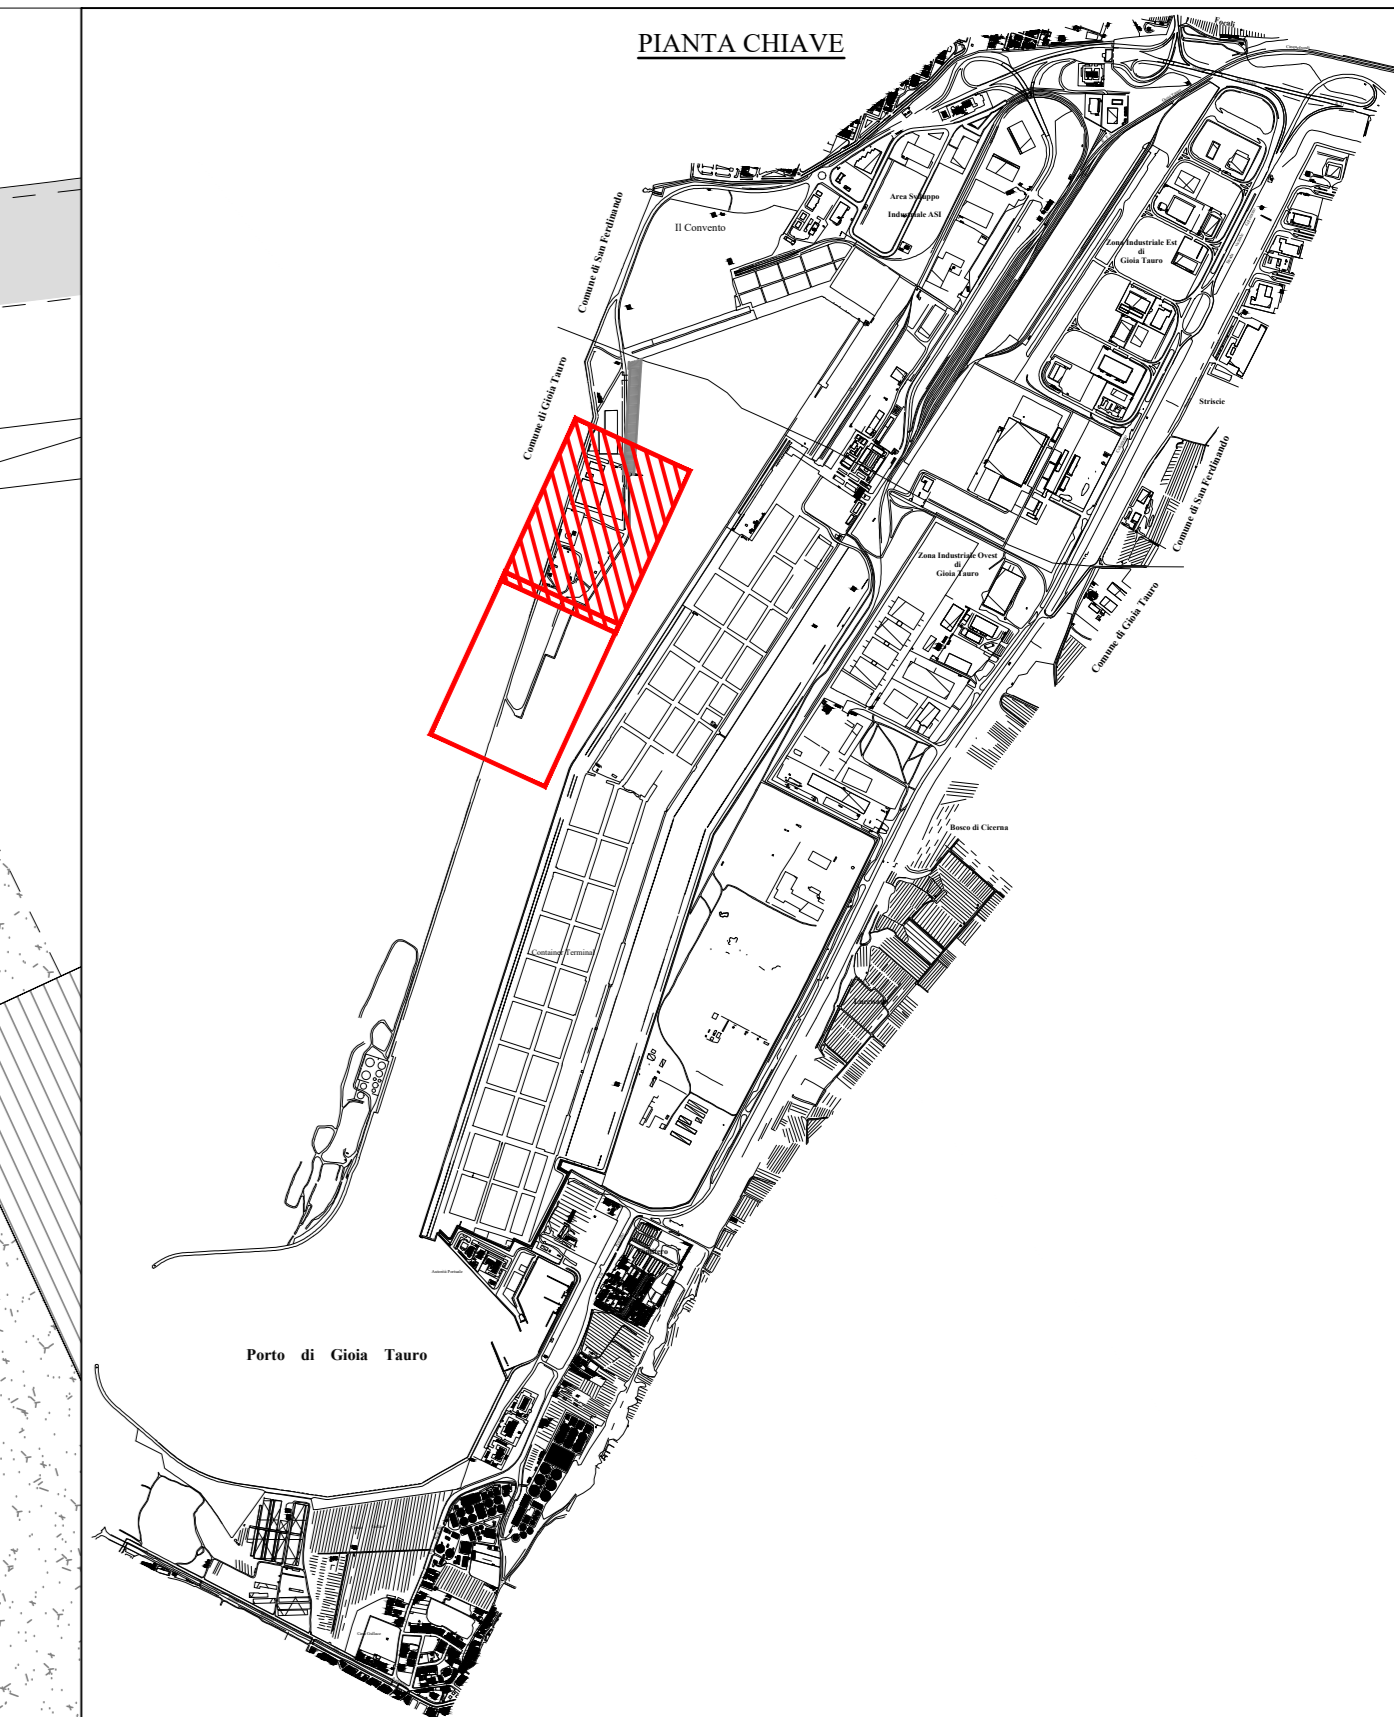 PIANTA CHIAVE
Comune di San Ferdinando
Il Convento
Area Sviluppo
Industriale ASI
Zona Industriale Est
di
Gioia Tauro
Comune di Gioia Tauro
Striscie
Comune di San Ferdinando
Zona Industriale Ovest
di
Gioia Tauro
Comune di Gioia Tauro
Bosco di Cicerna
Container Terminal
Autorità Portuale
Porto di Gioia Tauro